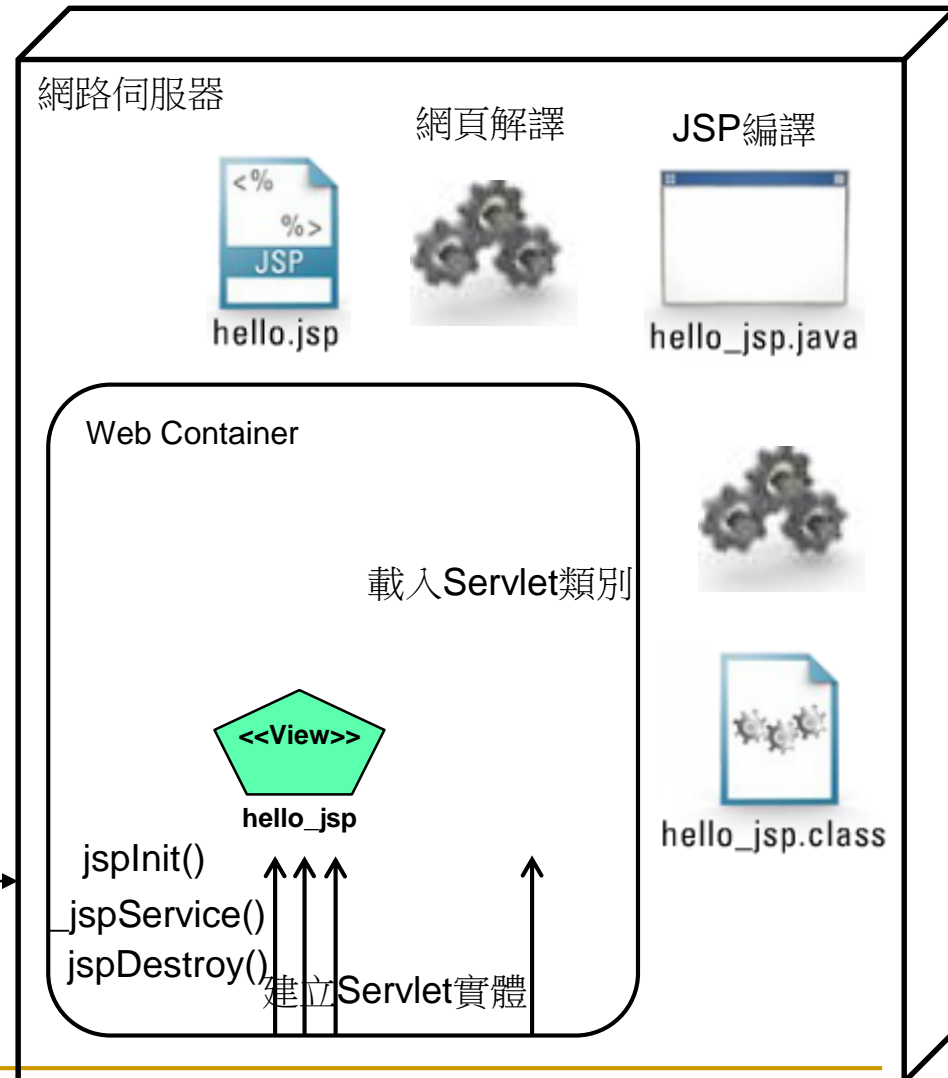 網路伺服器
網頁解譯
JSP編譯
<%
%>
JSP
hello.jsp
hello_jsp.java
Web Container
載入Servlet類別
<<View>>
hello_jsp
hello_jsp.class
jspInit()
_jspService()
jspDestroy()
建立Servlet實體